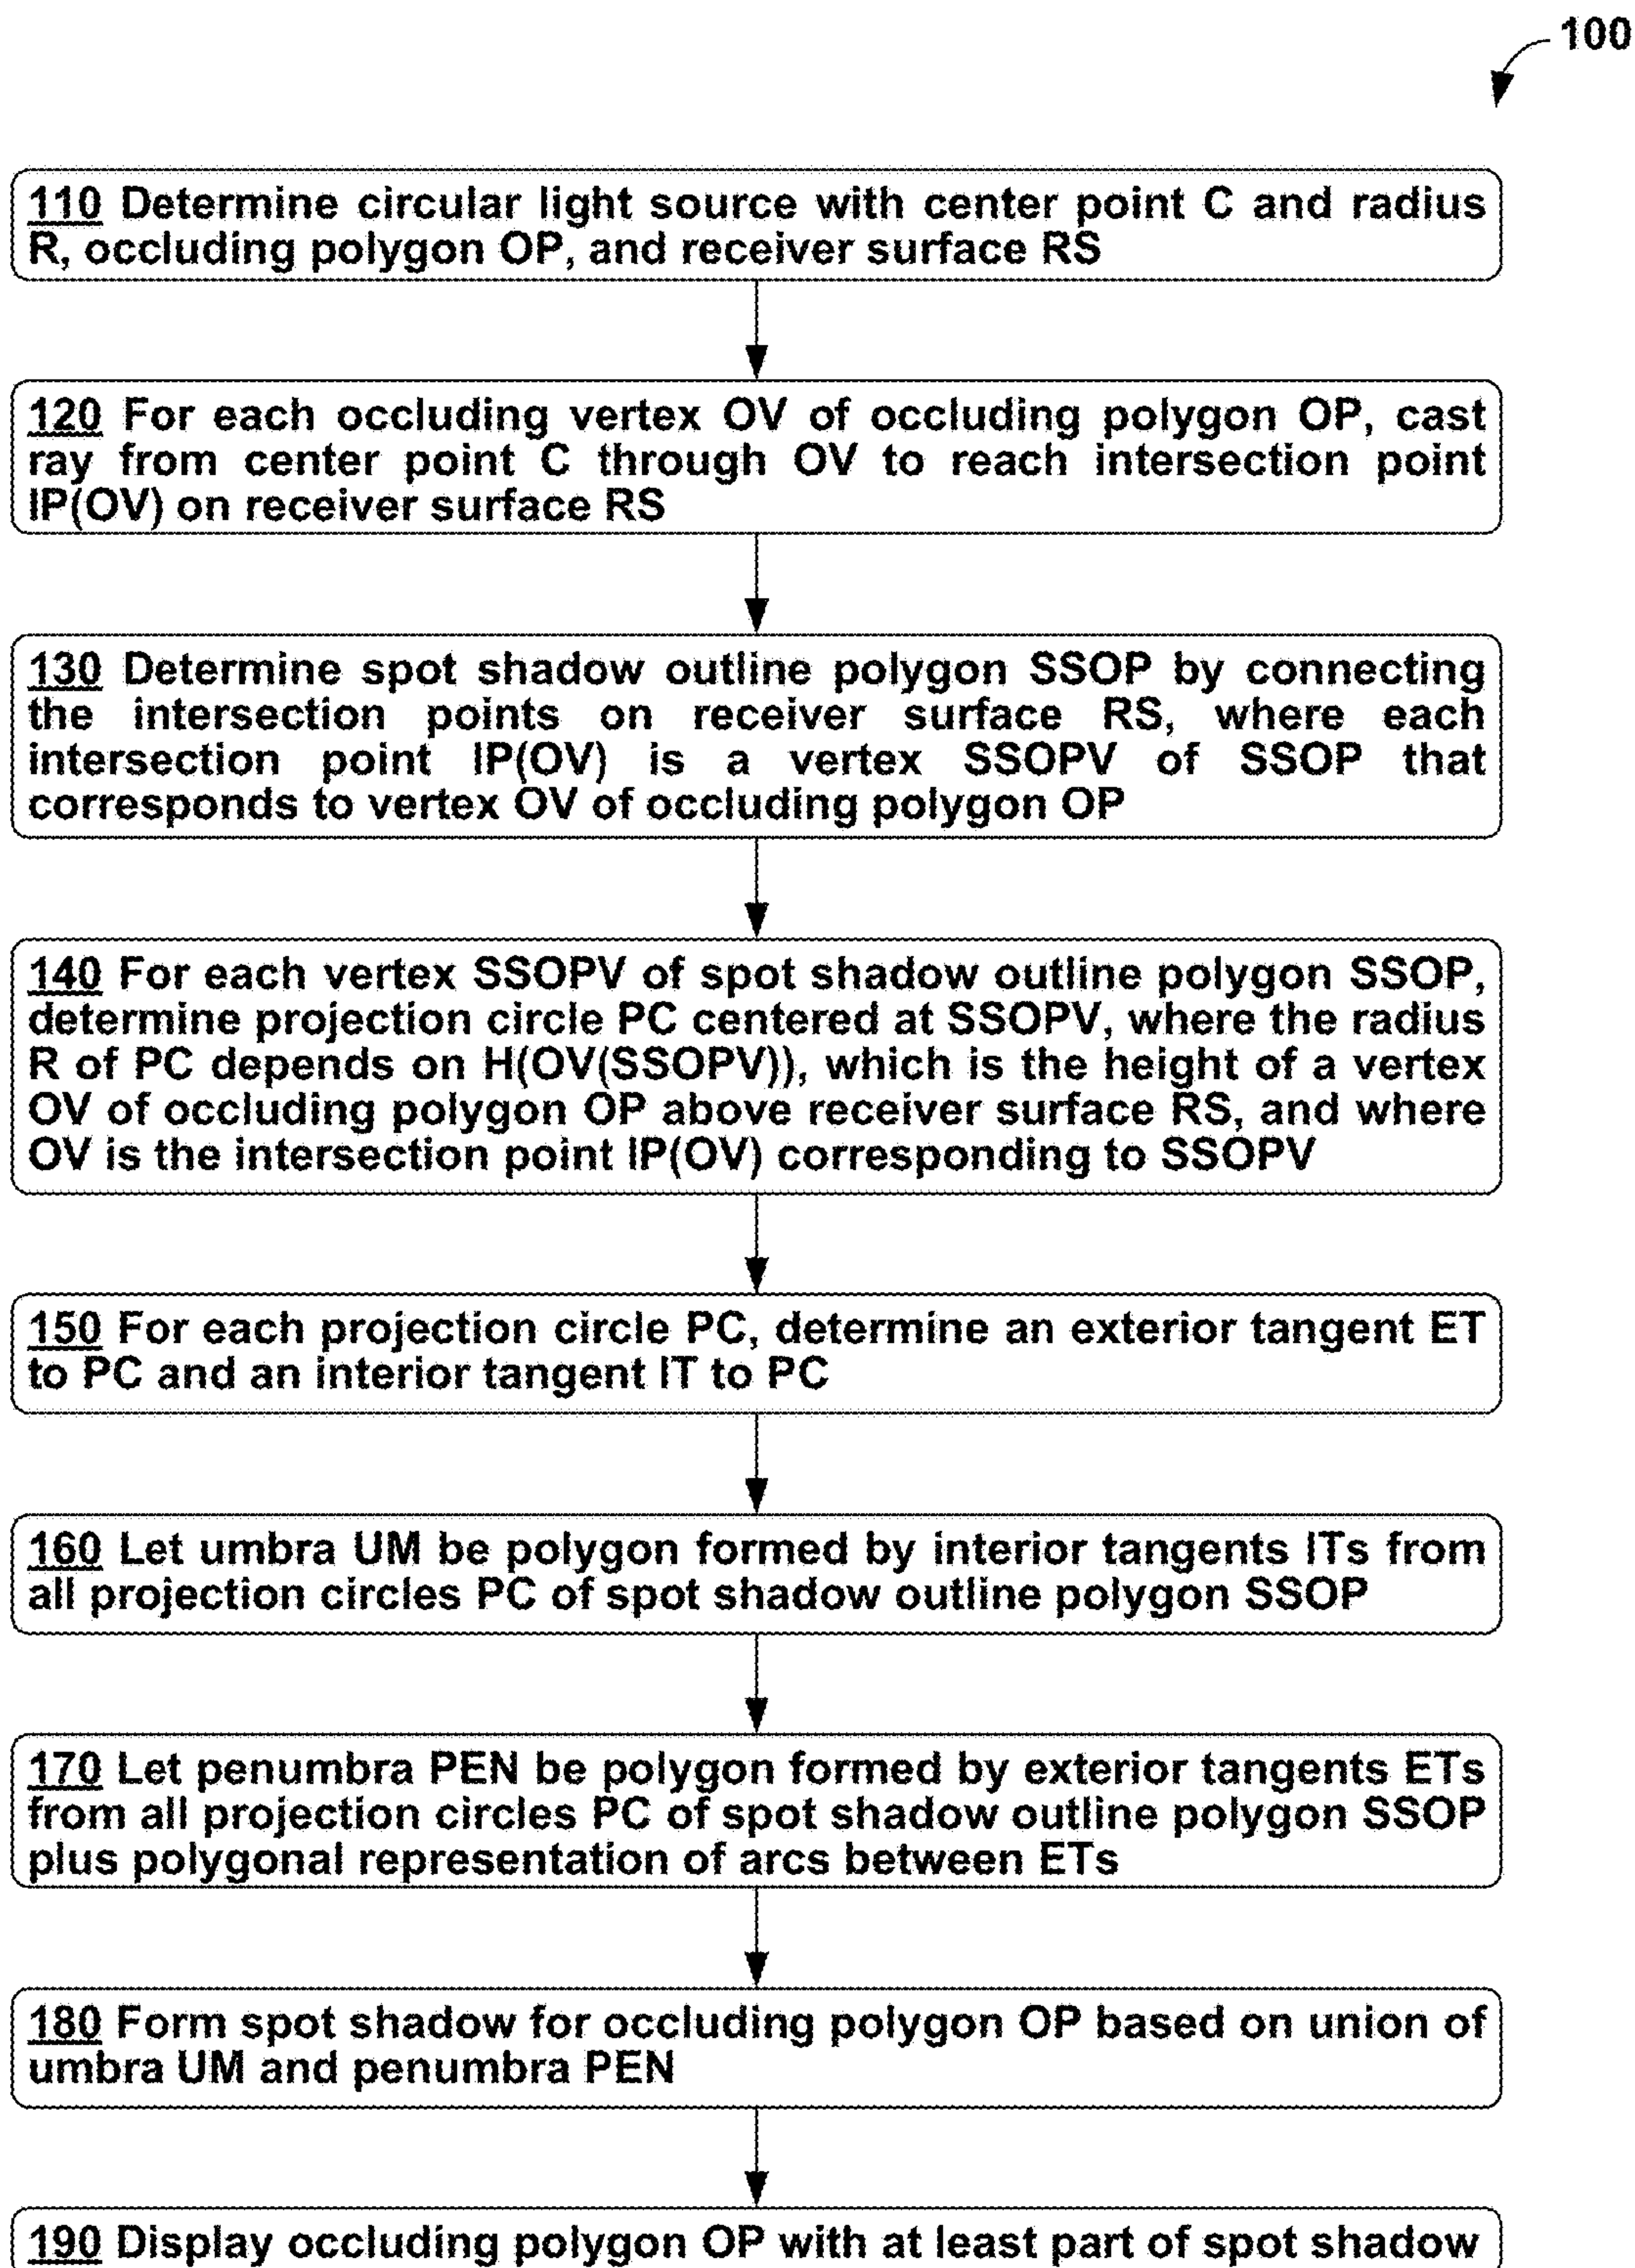 100
110 Determine circular light source with center point C and radius
R, occluding polygon OP, and receiver surface RS
120 For each occluding vertex OV of occluding polygon OP, cast
ray from center point C through OV to reach intersection point
IP(OV) on receiver surface RS
130 Determine spot shadow outline polygon SSOP by connecting
the intersection points on receiver surface RS, where each
intersection point IP(OV) is a vertex SSOPV of SSOP that
corresponds to vertex OV of occluding polygon OP
140 For each vertex SSOPV of spot shadow outline polygon SSOP,
determine projection circle PC centered at SSOPV, where the radius
R of PC depends on H(OV(SSOPV)), which is the height of a vertex
OV of occluding polygon OP above receiver surface RS, and where
OV is the intersection point IP(OV) corresponding to SSOPV
150 For each projection circle PC, determine an exterior tangent ET
to PC and an interior tangent IT to PC
160 Let umbra UM be polygon formed by interior tangents ITs from
all projection circles PC of spot shadow outline polygon SSOP
170 Let penumbra PEN be polygon formed by exterior tangents ETs
from all projection circles PC of spot shadow outline polygon SSOP
plus polygonal representation of arcs between ETs
180 Form spot shadow for occluding polygon OP based on union of
umbra UM and penumbra PEN
190 Display occluding polygon OP with at least part of spot shadow